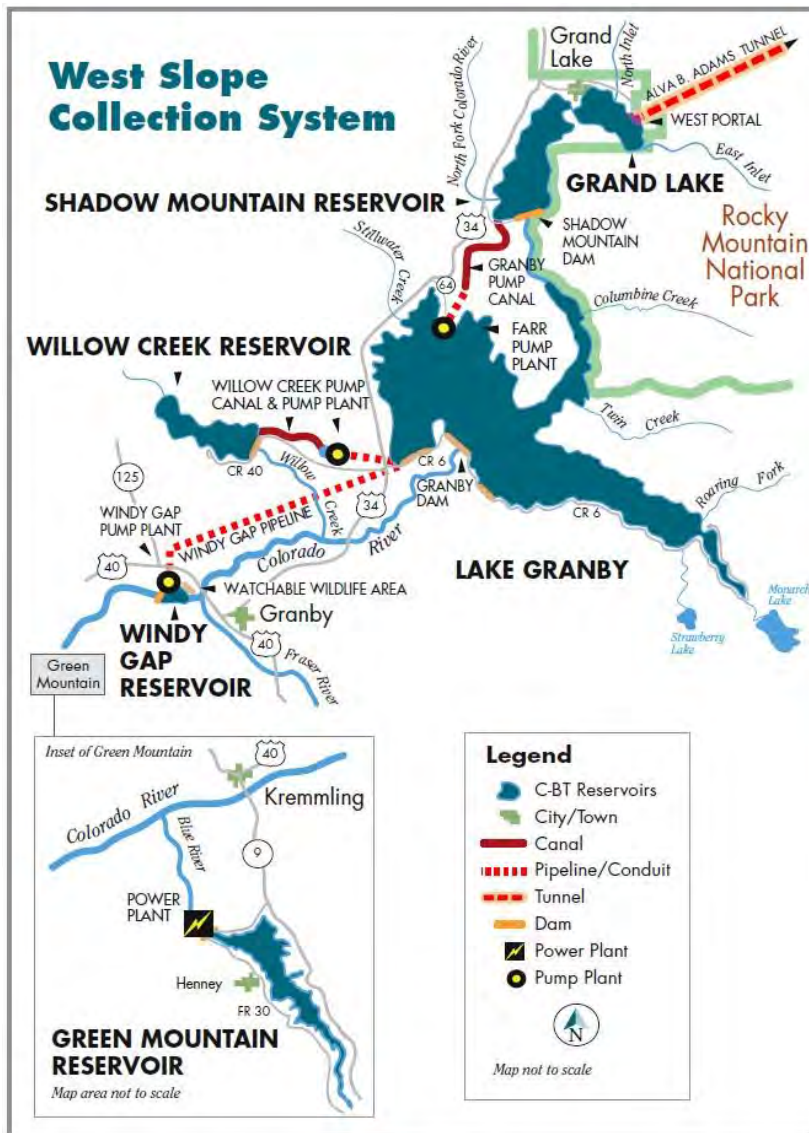 West Slope
Collection System
Grand
Lake
North Inlet
ALVA B. ADAMS TUNNEL
WEST PORTAL
East Inlet
North Fork Colorado River
GRAND LAKE
SHADOW MOUNTAIN RESERVOIR
34
SHADOW
MOUNTAIN
DAM
Rocky
Mountain
National
Park
Stillwater Creek
64
GRANBY
PUMP
CANAL
Columbine Creek
FARR
PUMP
PLANT
WILLOW CREEK RESERVOIR
WILLOW CREEK PUMP
CANAL & PUMP PLANT
Twin Creek
CR 40
Willow Creek
CR 6
GRANBY
DAM
Roaring Fork
125
WINDY GAP
PUMP PLANT
WINDY GAP PIPELINE
34
CR 6
40
Colorado River
LAKE GRANBY
WATCHABLE WILDLIFE AREA
Monarch
Lake
Granby
Strawberry
Lake
WINDY
GAP
RESERVOIR
40
Fraser River
Green
Mountain
Inset of Green Mountain
40
Kremmling
Colorado River
Blue River
9
POWER
PLANT
Henney
FR 30
GREEN MOUNTAIN
RESERVOIR
Map area not to scale
Legend
C-BT Reservoirs
City/Town
Canal
Pipeline/Conduit
Tunnel
Dam
Power Plant
Pump Plant
N
Map not to scale